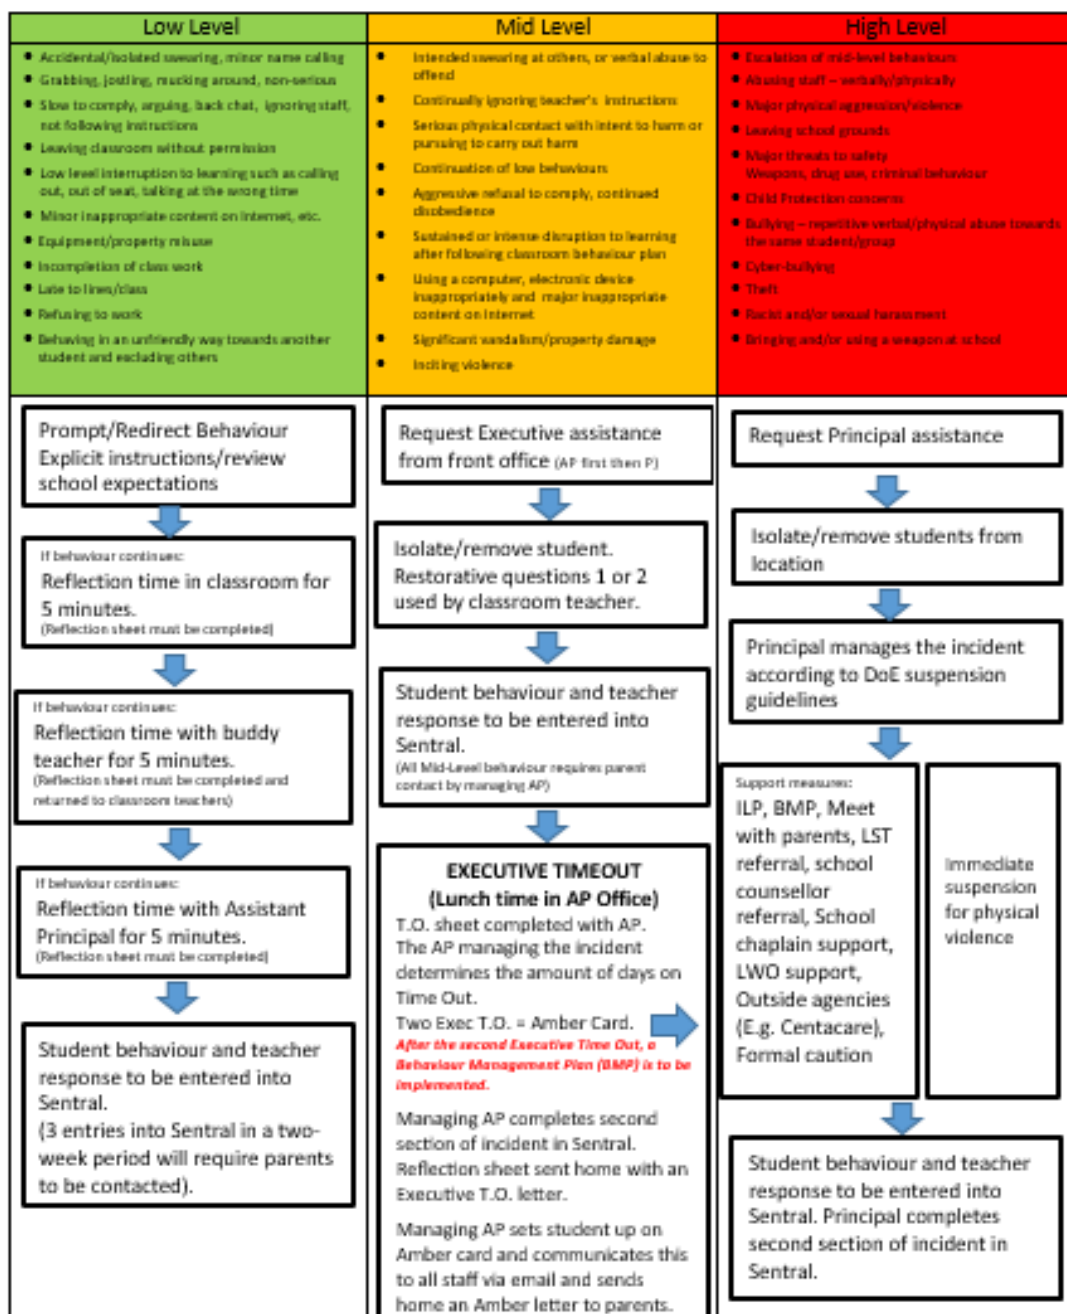 Low Level
• Accidental/isolated swearing, minor name calling
• Grabbing, jostling, mucking around, non-serious
• Slow to comply, arguing, back chat, ignoring staff,
not following instructions
• Leaving classroom without permission
• Low level interruption to learning such as calling
out, out of seat, talking at the wrong time
• Minor inappropriate content on Internet, etc.
• Equipment/property misuse
• Incompletion of class work
• Late to lines/class
• Refusing to work
• Behaving in an unfriendly way towards another
student and excluding others
Prompt/Redirect Behaviour
Explicit instructions/review
school expectations
If behaviour continues:
Reflection time in classroom for
5 minutes.
(Reflection sheet must be completed)
If behaviour continues:
Reflection time with buddy
teacher for 5 minutes.
(Reflection sheet must be completed and
returned to classroom teachers)
If behaviour continues:
Reflection time with Assistant
Principal for 5 minutes.
(Reflection sheet must be completed)
Student behaviour and teacher
response to be entered into
Sentral.
(3 entries into Sentral in a two-
week period will require parents
to be contacted).
Mid Level
• Intended swearing at others, or verbal abuse to
offend
• Continually ignoring teacher's instructions
• Serious physical contact with intent to harm or
pursuing to carry out harm
• Continuation of low behaviours
• Aggressive refusal to comply, continued
disobedience
• Sustained or intense disruption to learning
after following classroom behaviour plan
• Using a computer, electronic device
inappropriately and major inappropriate
content on Internet
• Significant vandalism/property damage
• Inciting violence
Request Executive assistance
from front office (AP first then P)
Isolate/remove student.
Restorative questions 1 or 2
used by classroom teacher.
Student behaviour and teacher
response to be entered into
Sentral.
(All Mid-Level behaviour requires parent
contact by managing AP)
EXECUTIVE TIMEOUT
(Lunch time in AP Office)
T.O. sheet completed with AP.
The AP managing the incident
determines the amount of days on
Time Out.
Two Exec T.O. = Amber Card.
After the second Executive Time Out, a
Behaviour Management Plan (BMP) is to be
implemented.
Managing AP completes second
section of incident in Sentral.
Reflection sheet sent home with an
Executive T.O. letter.
Managing AP sets student up on
Amber card and communicates this
to all staff via email and sends
home an Amber letter to parents.
High Level
• Escalation of mid-level behaviours
• Abusing staff – verbally/physically
• Major physical aggression/violence
• Leaving school grounds
• Major threats to safety
Weapons, drug use, criminal behaviour
• Child Protection concerns
• Bullying – repetitive verbal/physical abuse towards
the same student/group
• Cyber-bullying
• Theft
• Racist and/or sexual harassment
• Bringing and/or using a weapon at school
Request Principal assistance
Isolate/remove students from
location
Principal manages the incident
according to DoE suspension
guidelines
Support measures:
ILP, BMP, Meet
with parents, LST
referral, school
counsellor
referral, School
chaplain support,
LWO support,
Outside agencies
(E.g. Centacare),
Formal caution
Immediate
suspension
for physical
violence
Student behaviour and teacher
response to be entered into
Sentral. Principal completes
second section of incident in
Sentral.